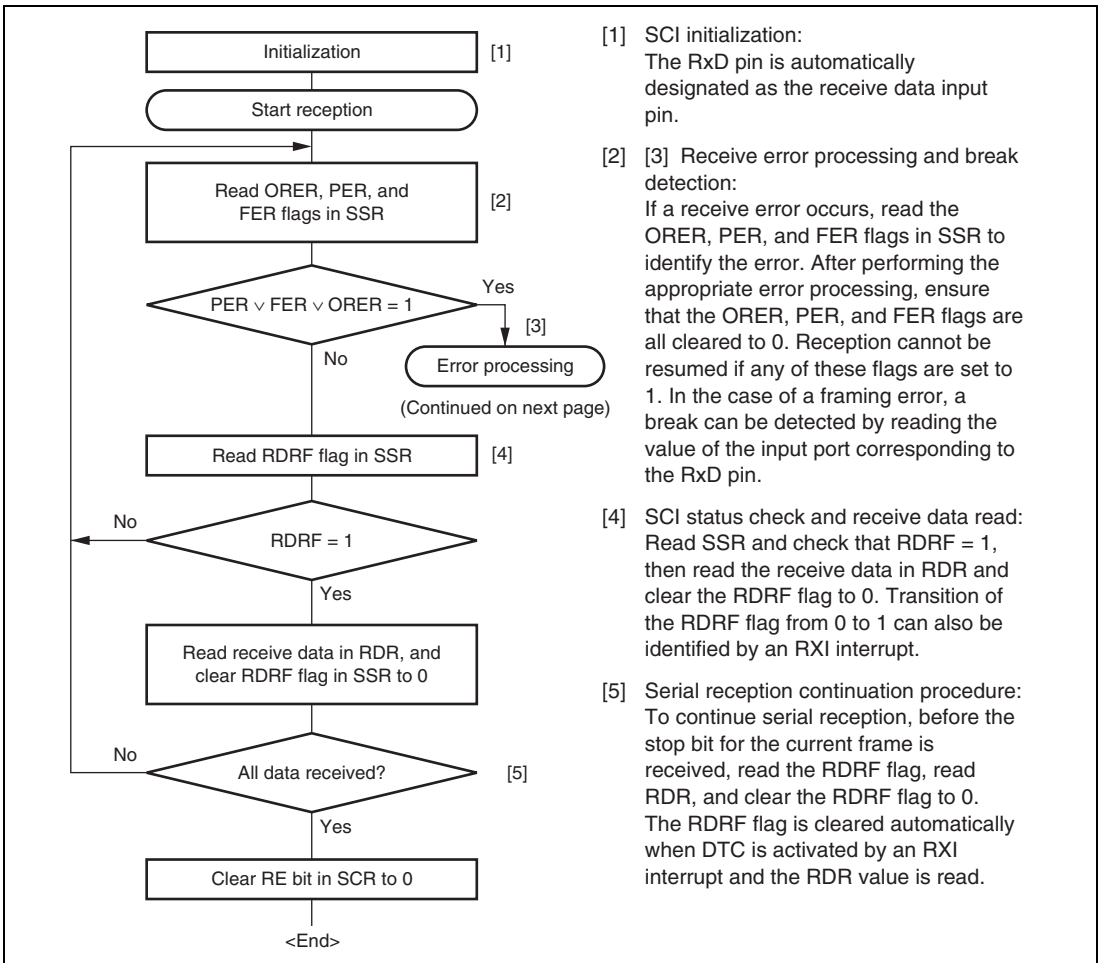 Initialization
[1]
Start reception
Read ORER, PER, and
FER flags in SSR
[2]
PER ∨ FER ∨ ORER = 1
Yes
[3]
No
Error processing
(Continued on next page)
Read RDRF flag in SSR
[4]
No
RDRF = 1
Yes
Read receive data in RDR, and
clear RDRF flag in SSR to 0
No
All data received?
[5]
Yes
Clear RE bit in SCR to 0
<End>
[1] SCI initialization:
The RxD pin is automatically
designated as the receive data input
pin.
[2] [3] Receive error processing and break
detection:
If a receive error occurs, read the
ORER, PER, and FER flags in SSR to
identify the error. After performing the
appropriate error processing, ensure
that the ORER, PER, and FER flags are
all cleared to 0. Reception cannot be
resumed if any of these flags are set to
1. In the case of a framing error, a
break can be detected by reading the
value of the input port corresponding to
the RxD pin.
[4] SCI status check and receive data read:
Read SSR and check that RDRF = 1,
then read the receive data in RDR and
clear the RDRF flag to 0. Transition of
the RDRF flag from 0 to 1 can also be
identified by an RXI interrupt.
[5] Serial reception continuation procedure:
To continue serial reception, before the
stop bit for the current frame is
received, read the RDRF flag, read
RDR, and clear the RDRF flag to 0.
The RDRF flag is cleared automatically
when DTC is activated by an RXI
interrupt and the RDR value is read.